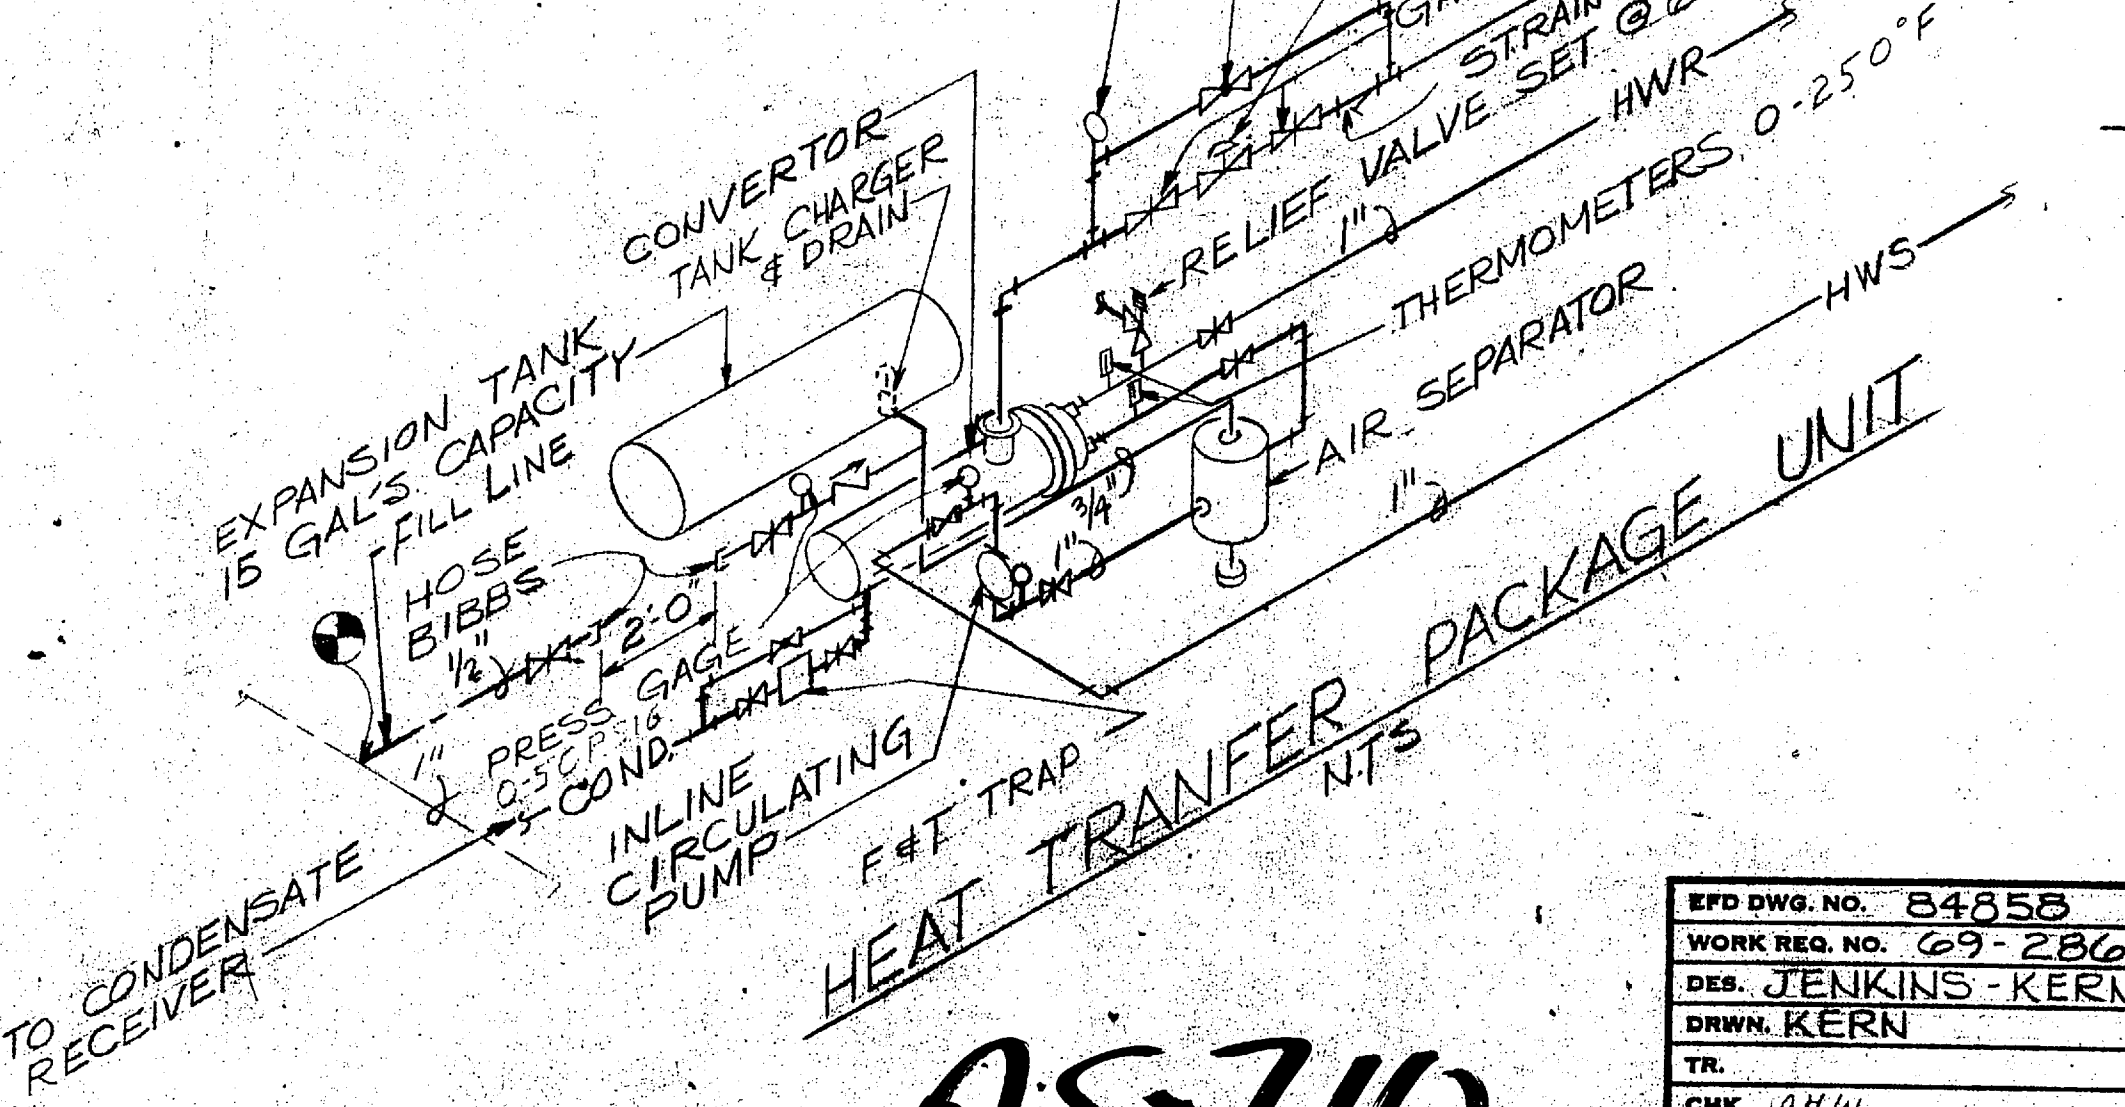 STRAIN
VALVE SET @
HWR
CONVERTOR
TANK CHARGER
& DRAIN
RELIEF
1"
THERMOMETERS 0-250°F
HWS
EXPANSION TANK
15 GAL'S CAPACITY
FILL LINE
HOSE
BIBBS
AIR SEPARATOR
1"
3/4"
1"
1/2"
2'-0"
1"
PRESS GAGE
COND.
INLINE
CIRCULATING
PUMP
F&T TRAP
TO CONDENSATE
RECEIVER
HEAT TRANFER PACKAGE UNIT
N.T.S
EFD DWG. NO. 84858
WORK REQ. NO. 69-286
DES. JENKINS-KERN
DRWN. KERN
TR.
CHK.